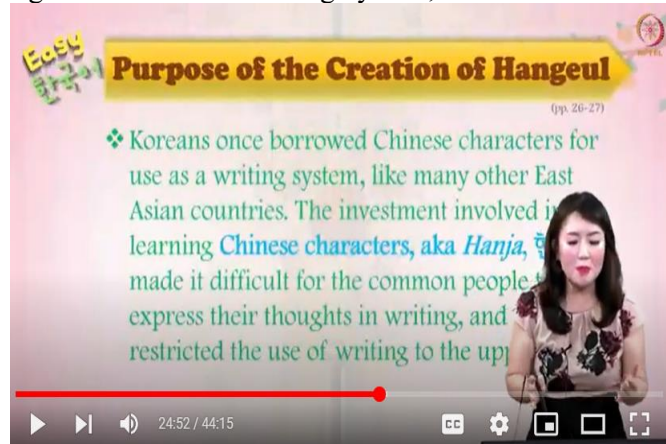 Easy
한국어
Purpose of the Creation of Hangeul
(pp. 26-27)
❖ Koreans once borrowed Chinese characters for
use as a writing system, like many other East
Asian countries. The investment involved
learning Chinese characters, aka Hanja,
made it difficult for the common people
express their thoughts in writing, and
restricted the use of writing to the
24:52 / 44:15
CC